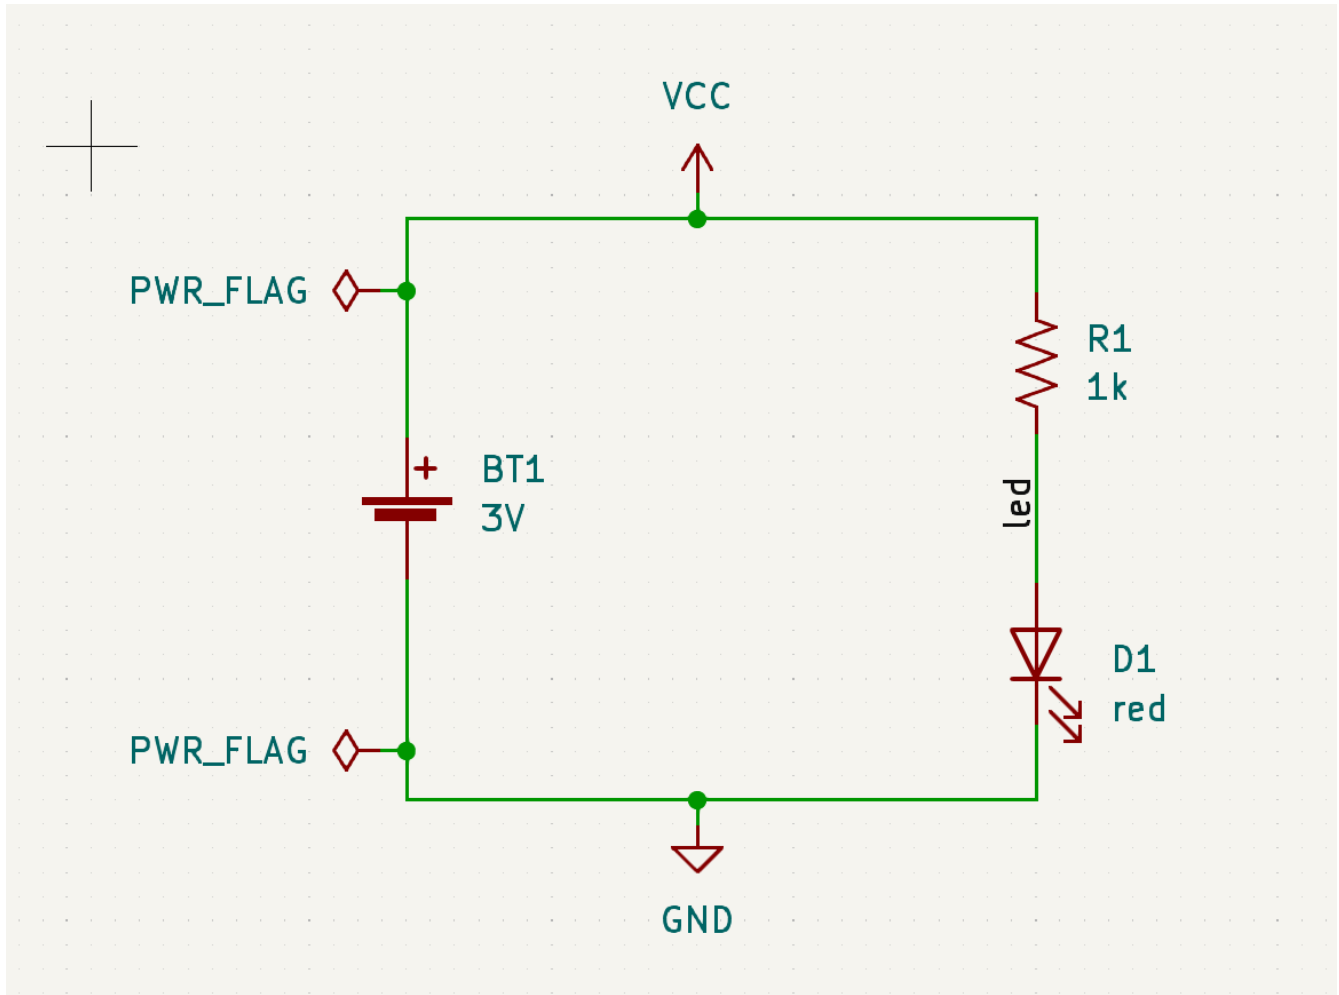 VCC
PWR_FLAG
R1
1k
+
BT1
3V
led
D1
red
PWR_FLAG
GND